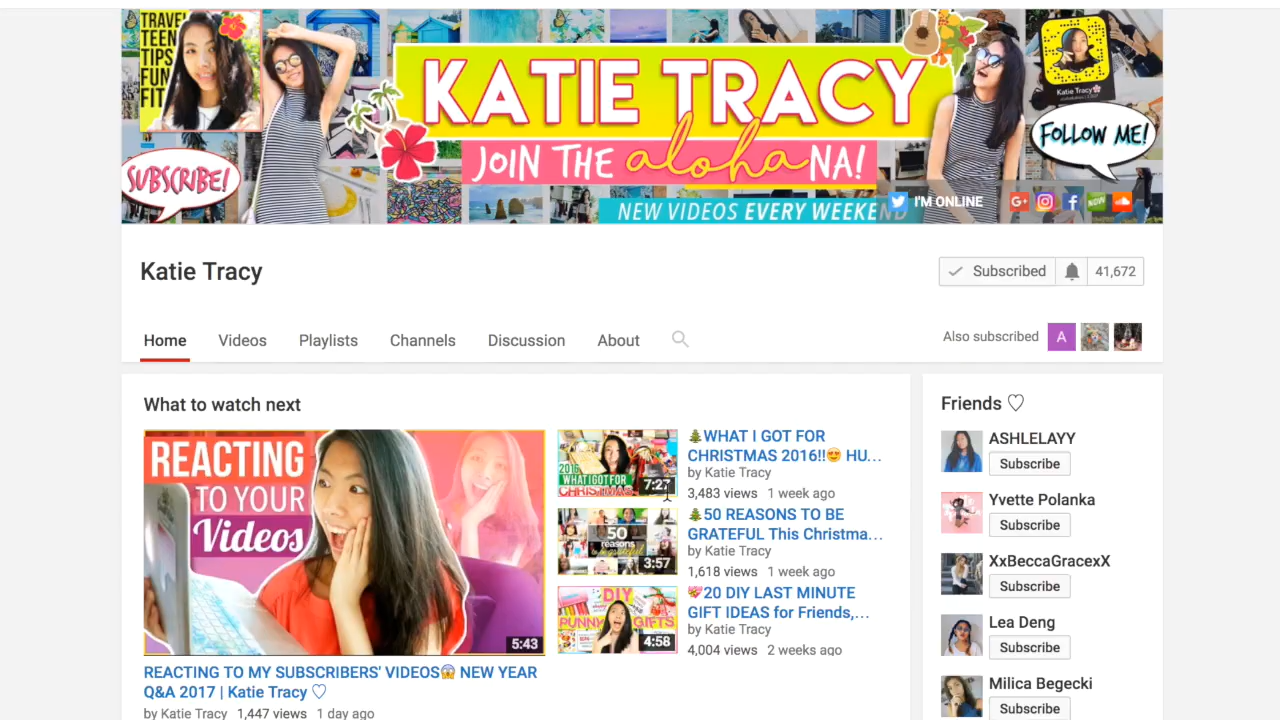 TRAVEL
TEEN
TIPS
FUN
FIT
KATIE TRACY
JOIN THE alohaNA!
NEW VIDEOS EVERY WEEKEND
SUBSCRIBE!
Katie Tracy
FOLLOW ME!
I'M ONLINE
G+
NOW
Katie Tracy
Subscribed
41,672
Home
Videos
Playlists
Channels
Discussion
About
Also subscribed
A
What to watch next
REACTING
TO YOUR
Videos
5:43
REACTING TO MY SUBSCRIBERS' VIDEOS😱 NEW YEAR
Q&A 2017 | Katie Tracy ♡
by Katie Tracy 1,447 views 1 day ago
2016
WHAT I GOT FOR
CHRISTMAS
7:27
🎄WHAT I GOT FOR
CHRISTMAS 2016!!😍 HU...
by Katie Tracy
3,483 views 1 week ago
50
reasons
to be grateful
3:57
🎄50 REASONS TO BE
GRATEFUL This Christma...
by Katie Tracy
1,618 views 1 week ago
DIY
PUNNY GIFTS
4:58
💝20 DIY LAST MINUTE
GIFT IDEAS for Friends,...
by Katie Tracy
4,004 views 2 weeks ago
Friends ♡
ASHLELAYY
Subscribe
Yvette Polanka
Subscribe
XxBeccaGracexX
Subscribe
Lea Deng
Subscribe
Milica Begecki
Subscribe